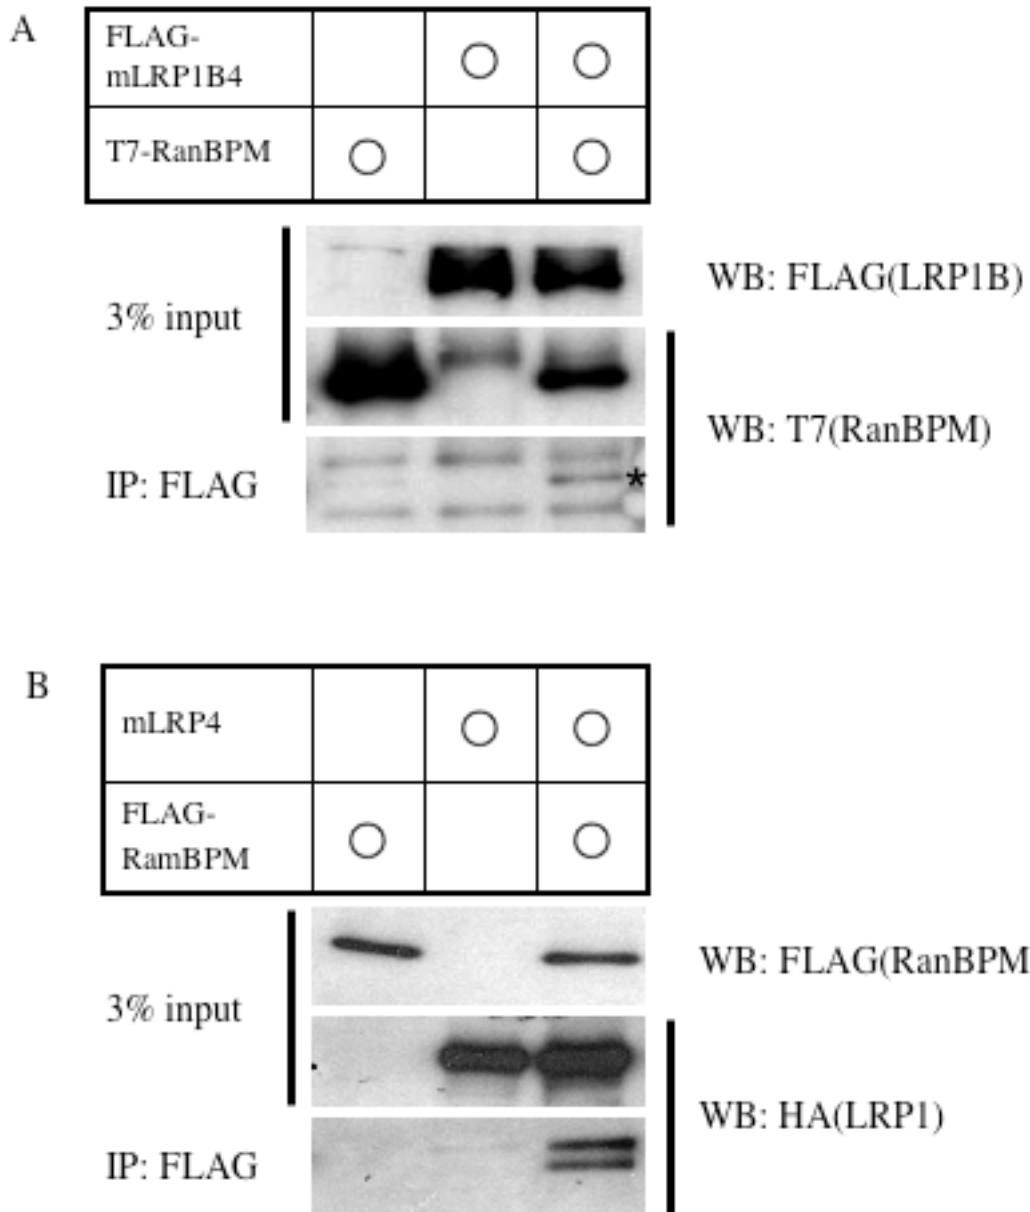 A
FLAG-
mLRP1B4
T7-RanBPM
3% input
WB: FLAG(LRP1B)
WB: T7(RanBPM)
IP: FLAG
*
B
mLRP4
FLAG-
RamBPM
3% input
WB: FLAG(RanBPM
WB: HA(LRP1)
IP: FLAG